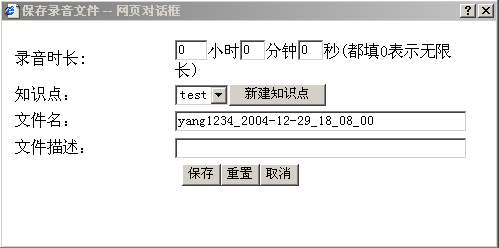 保存录音文件 -- 网页对话框
录音时长: 0 小时 0 分钟 0 秒(都填0表示无限
长)
知识点: test 新建知识点
文件名: yang1234_2004-12-29_18_08_00
文件描述:
保存 重置 取消